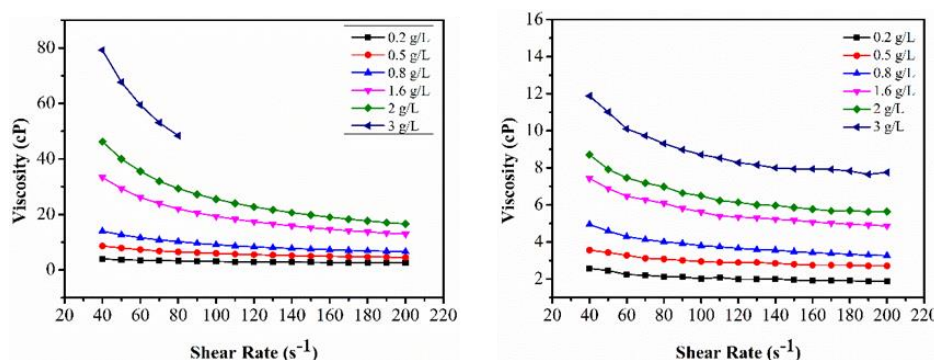 80
60
40
20
0
Viscosity (cP)
0.2 g/L
0.5 g/L
0.8 g/L
1.6 g/L
2 g/L
3 g/L
20 40 60 80 100 120 140 160 180 200 220
Shear Rate (s⁻¹)
16
14
12
10
8
6
4
2
Viscosity (cP)
0.2 g/L
0.5 g/L
0.8 g/L
1.6 g/L
2 g/L
3 g/L
20 40 60 80 100 120 140 160 180 200 220
Shear Rate (s⁻¹)